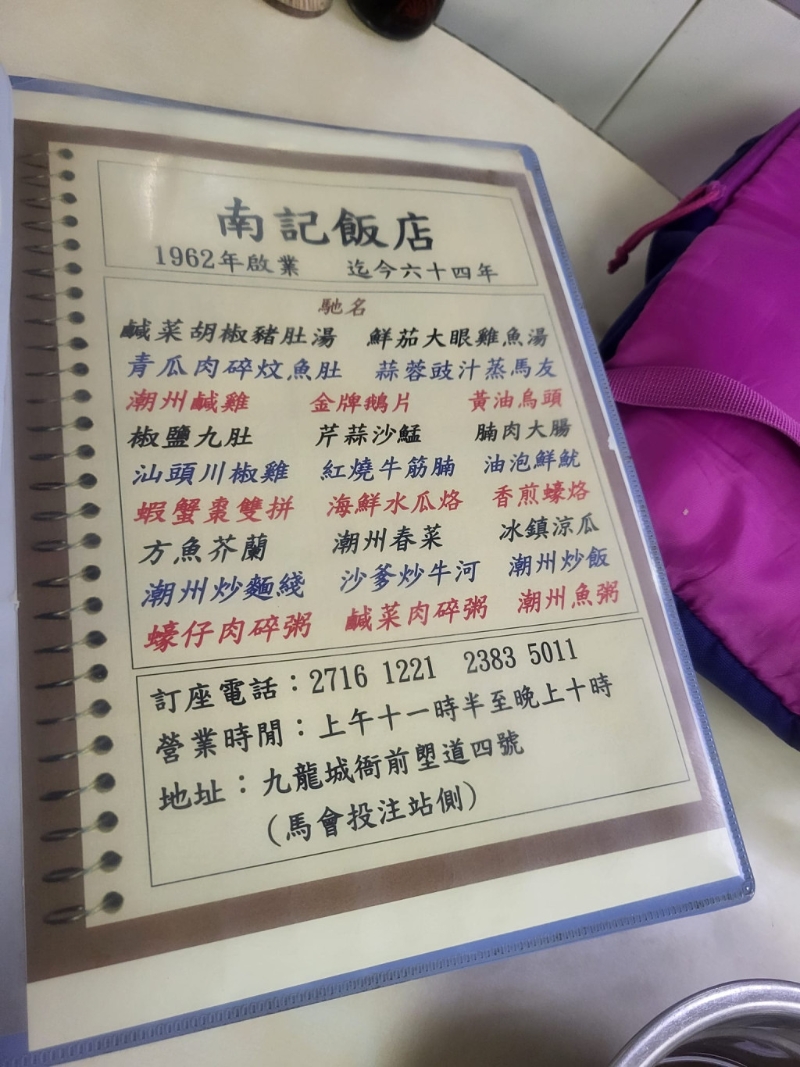 南記飯店
1962年啟業 迄今六十四年
馳名
鹹菜胡椒豬肚湯 鮮茄大眼雞魚湯
青瓜肉碎炆魚肚 蒜蓉豉汁蒸馬友
潮州鹹雞 金牌鵝片 黃油烏頭
椒鹽九肚 芹蒜沙鯭 腩肉大腸
汕頭川椒雞 紅燒牛筋腩 油泡鮮魷
蝦蟹棗雙拼 海鮮水瓜烙 香煎蠔烙
方魚芥蘭 潮州春菜 冰鎮涼瓜
潮州炒麵綫 沙爹炒牛河 潮州炒飯
蠔仔肉碎粥 鹹菜肉碎粥 潮州魚粥
訂座電話：2716 1221 2383 5011
營業時間：上午十一時半至晚上十時
地址：九龍城衙前塱道四號
(馬會投注站側)